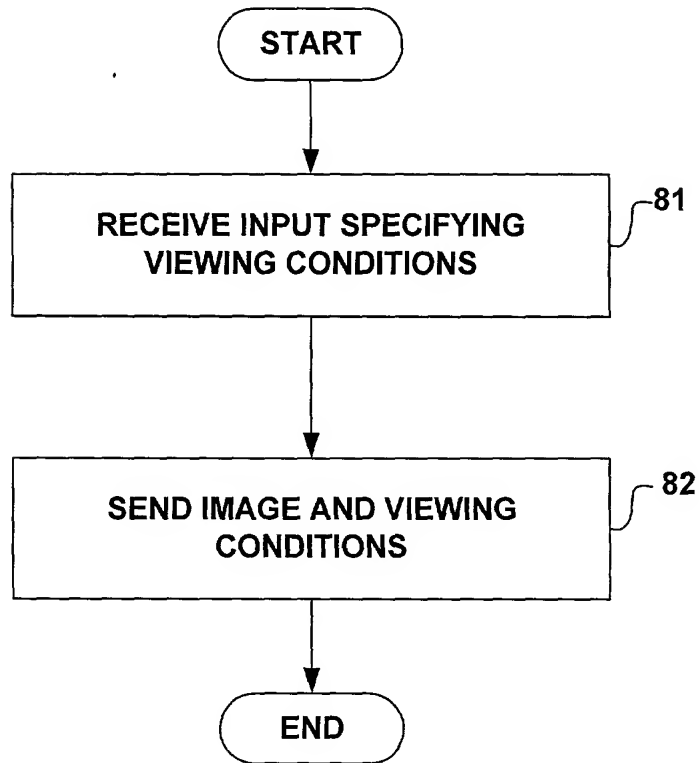 START
RECEIVE INPUT SPECIFYING
VIEWING CONDITIONS
81
SEND IMAGE AND VIEWING
CONDITIONS
82
END